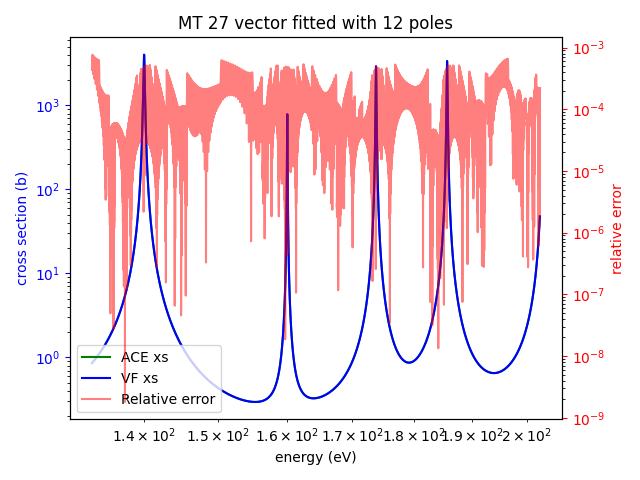 MT 27 vector fitted with 12 poles
cross section (b)
10³
10²
10¹
10⁰
10⁻³
10⁻⁴
10⁻⁵
10⁻⁶
10⁻⁷
10⁻⁸
10⁻⁹
relative error
ACE xs
VF xs
Relative error
1.4 × 10² 1.5 × 10² 1.6 × 10² 1.7 × 10² 1.8 × 10² 1.9 × 10² 2 × 10²
energy (eV)